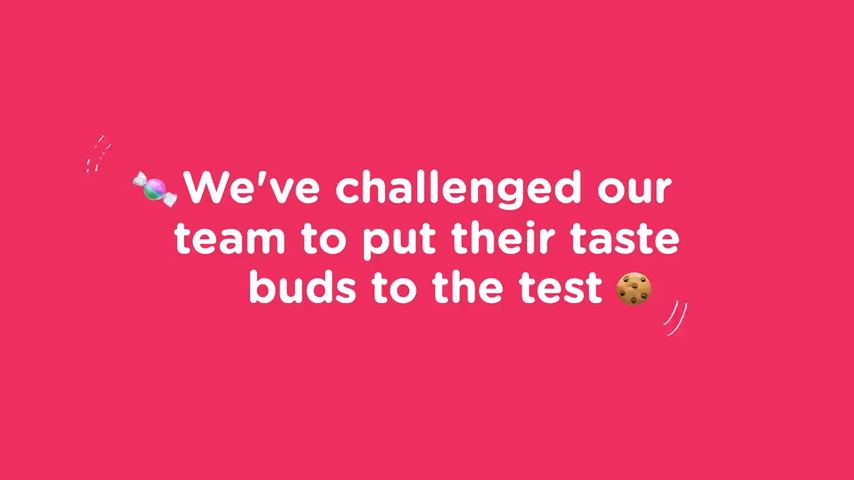 We've challenged our
team to put their taste
buds to the test